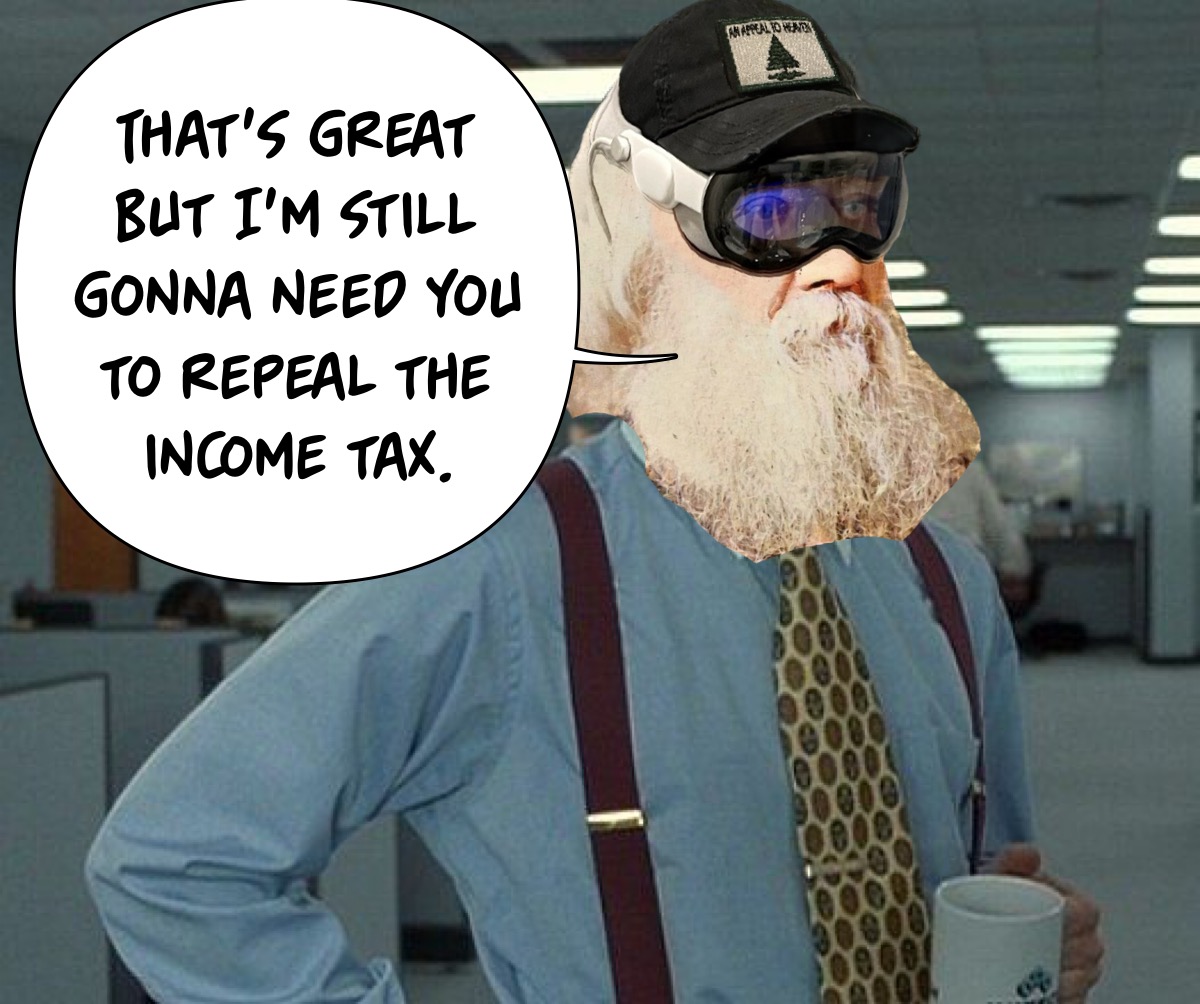 AN APPEAL TO HEAVEN
THAT'S GREAT
BUT I'M STILL
GONNA NEED YOU
TO REPEAL THE
INCOME TAX.